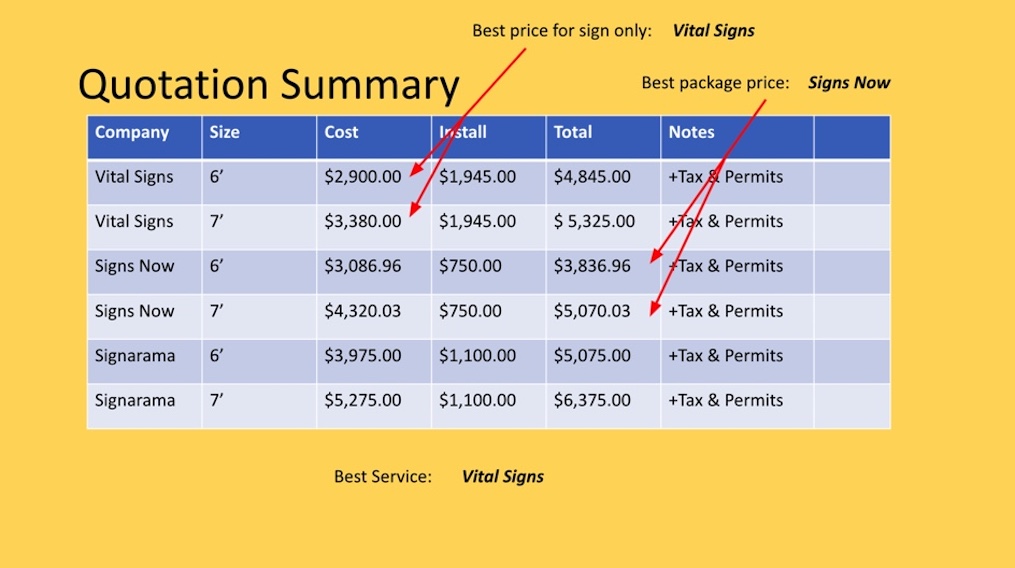 Best price for sign only: Vital Signs
Quotation Summary
Best package price: Signs Now
Company Size Cost Install Total Notes
Vital Signs 6’ $2,900.00 $1,945.00 $4,845.00 +Tax & Permits
Vital Signs 7’ $3,380.00 $1,945.00 $ 5,325.00 +Tax & Permits
Signs Now 6’ $3,086.96 $750.00 $3,836.96 +Tax & Permits
Signs Now 7’ $4,320.03 $750.00 $5,070.03 +Tax & Permits
Signarama 6’ $3,975.00 $1,100.00 $5,075.00 +Tax & Permits
Signarama 7’ $5,275.00 $1,100.00 $6,375.00 +Tax & Permits
Best Service: Vital Signs